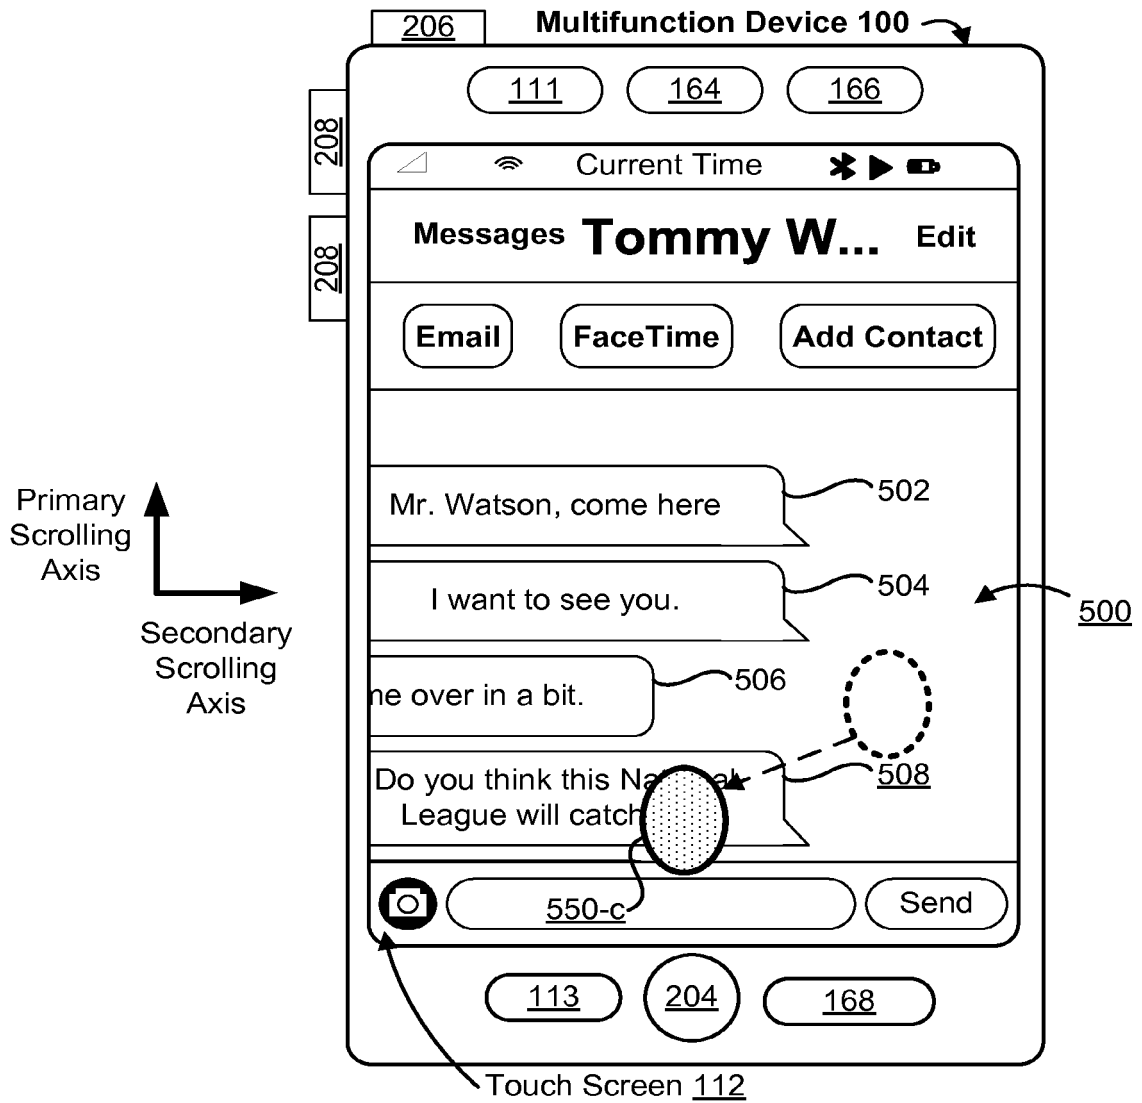 206
Multifunction Device 100
111 164 166
208
208
Current Time
Messages Tommy W... Edit
Email FaceTime Add Contact
Mr. Watson, come here
502
I want to see you.
504
500
me over in a bit.
506
Do you think this National
League will catch
508
550-c
Send
Primary
Scrolling
Axis
Secondary
Scrolling
Axis
113 204 168
Touch Screen 112